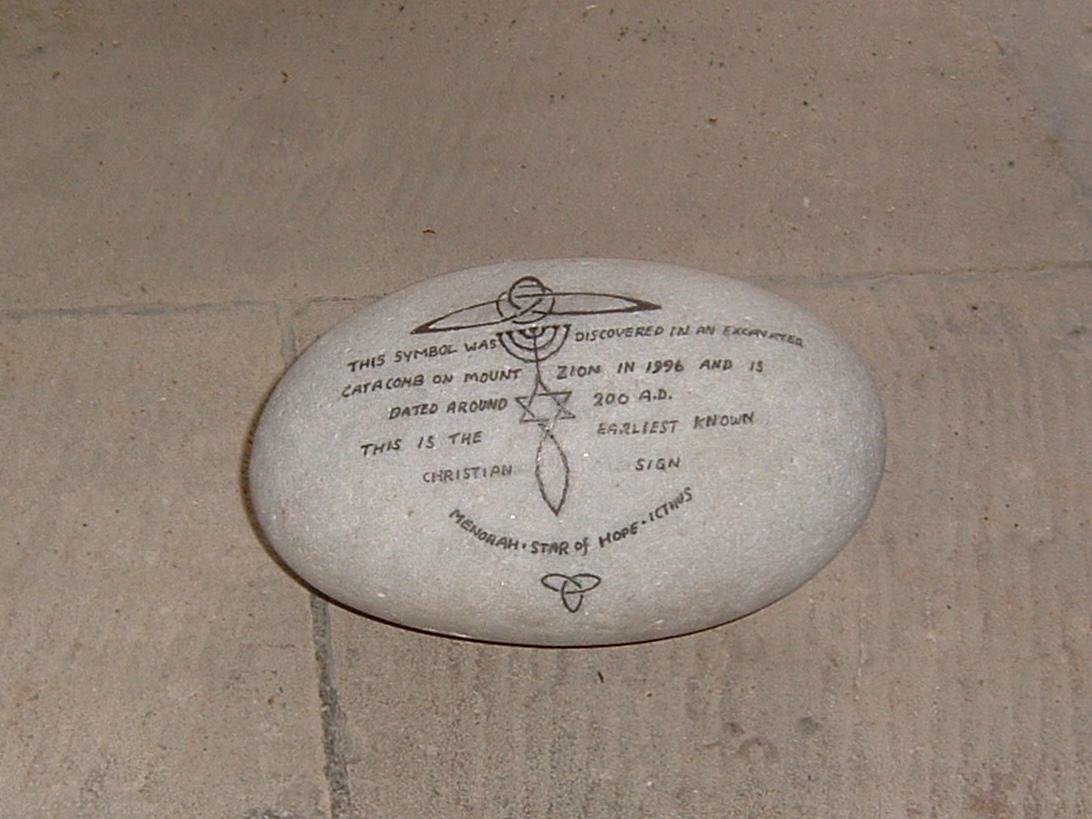 THIS SYMBOL WAS DISCOVERED IN AN EXCAVATED
CATACOMB ON MOUNT ZION IN 1996 AND IS
DATED AROUND 200 A.D.
THIS IS THE EARLIEST KNOWN
CHRISTIAN SIGN
MENORAH · STAR of HOPE · ICTHUS